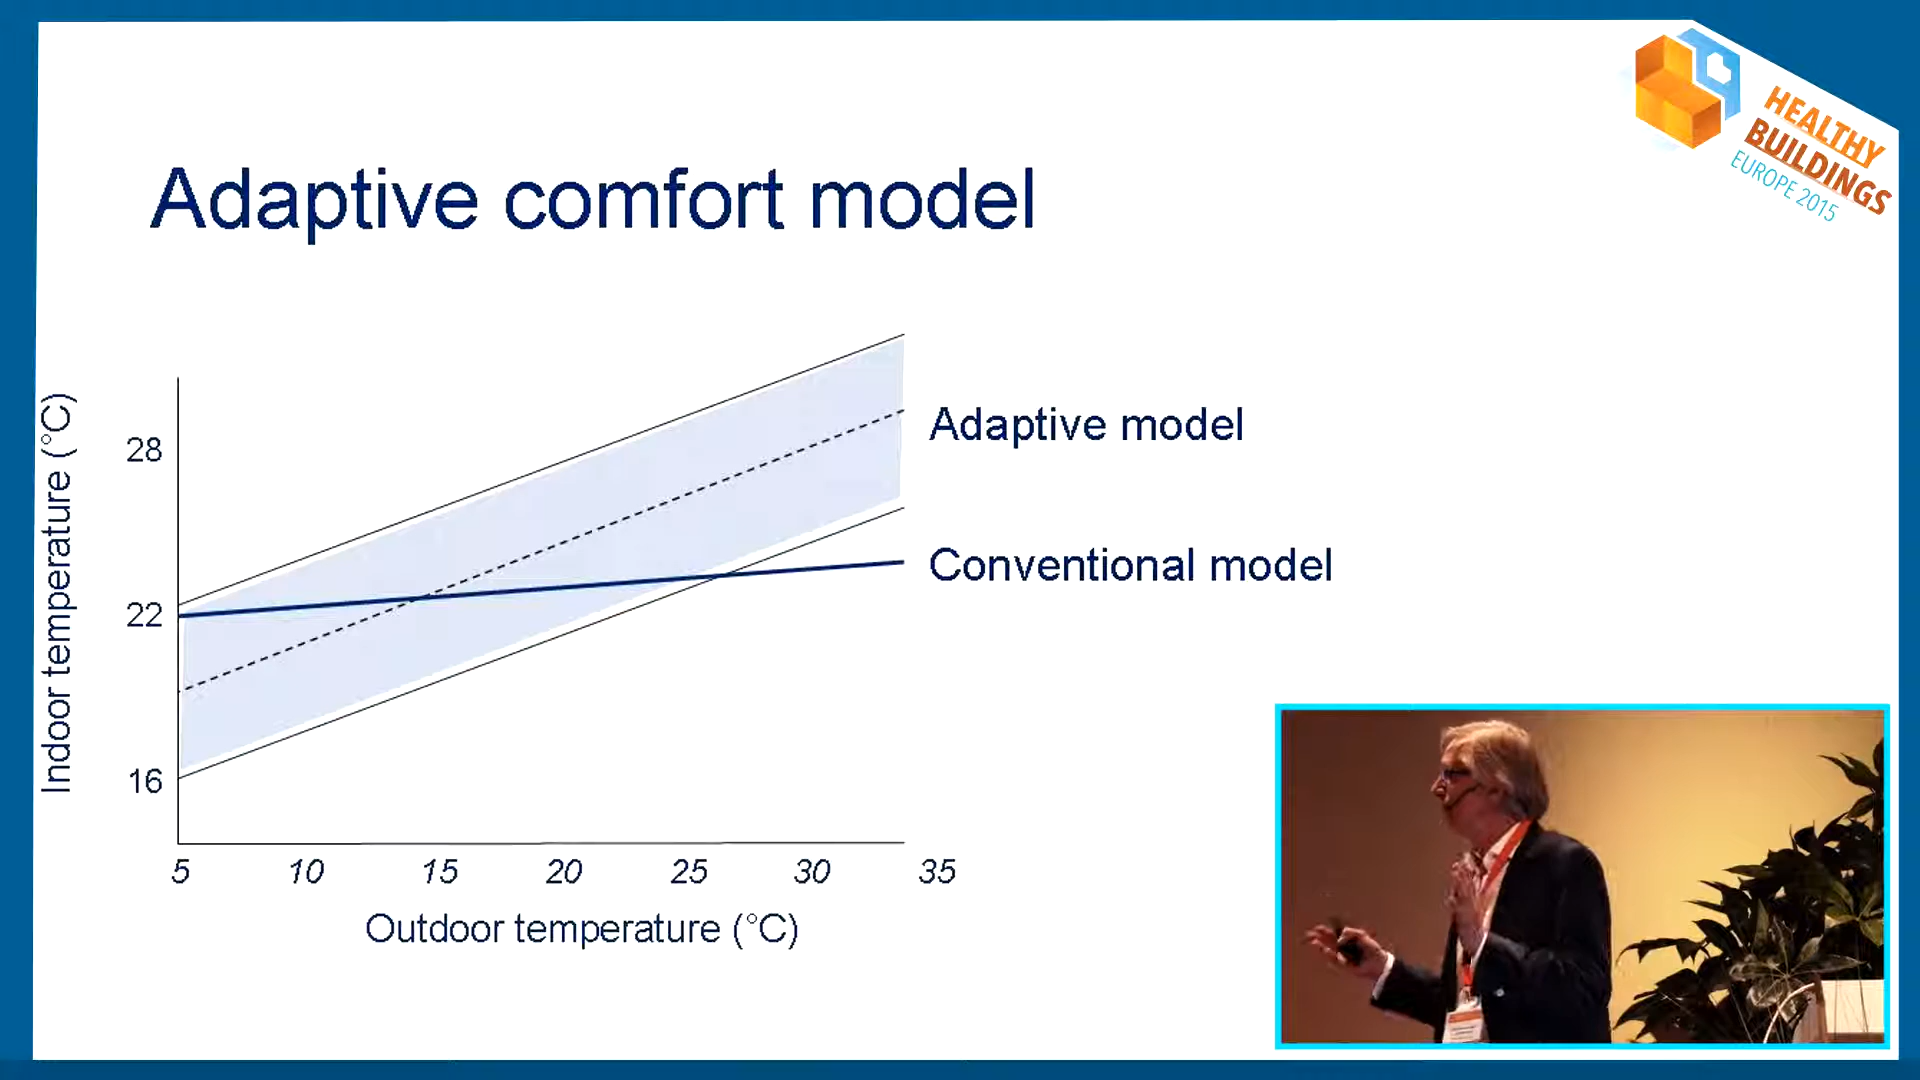 HEALTHY
BUILDINGS
EUROPE 2015
Adaptive comfort model
Indoor temperature (°C)
28
22
16
Adaptive model
Conventional model
5 10 15 20 25 30 35
Outdoor temperature (°C)